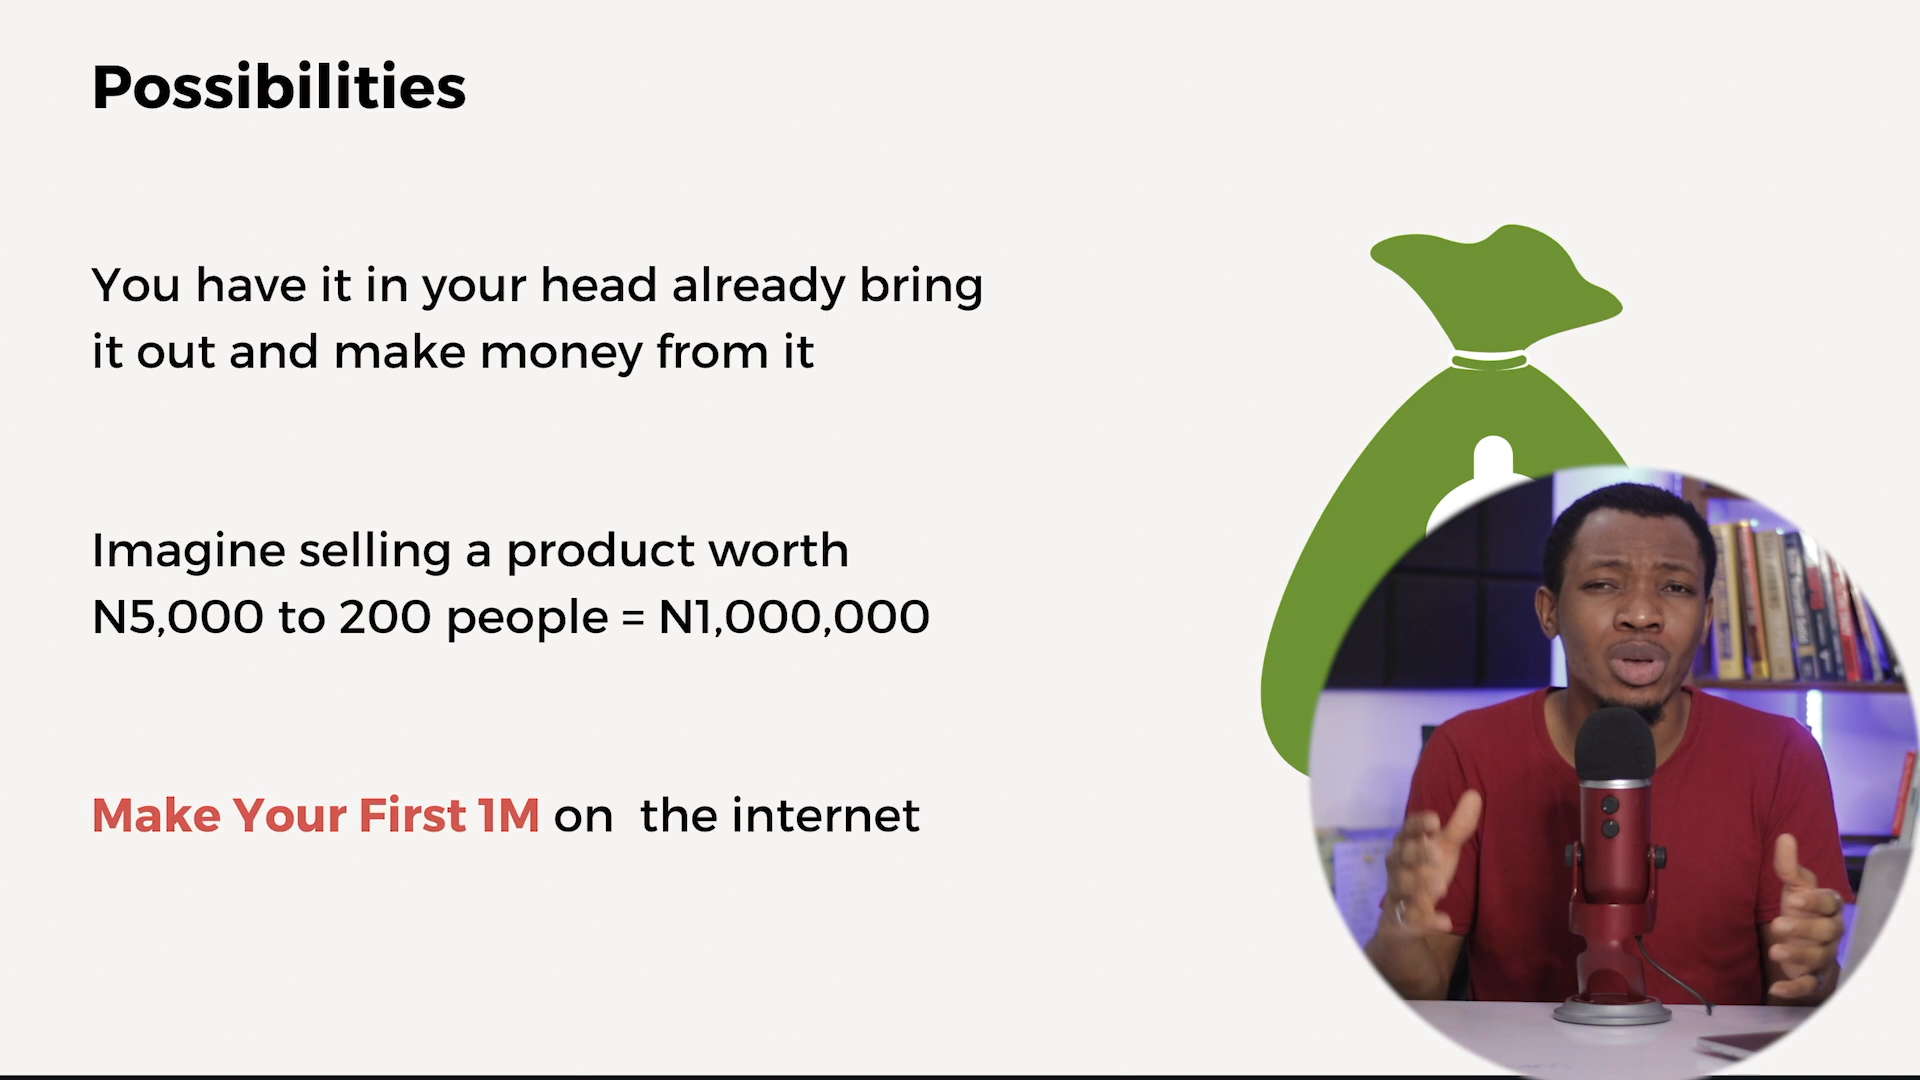 Possibilities
You have it in your head already bring
it out and make money from it
Imagine selling a product worth
N5,000 to 200 people = N1,000,000
Make Your First 1M on the internet